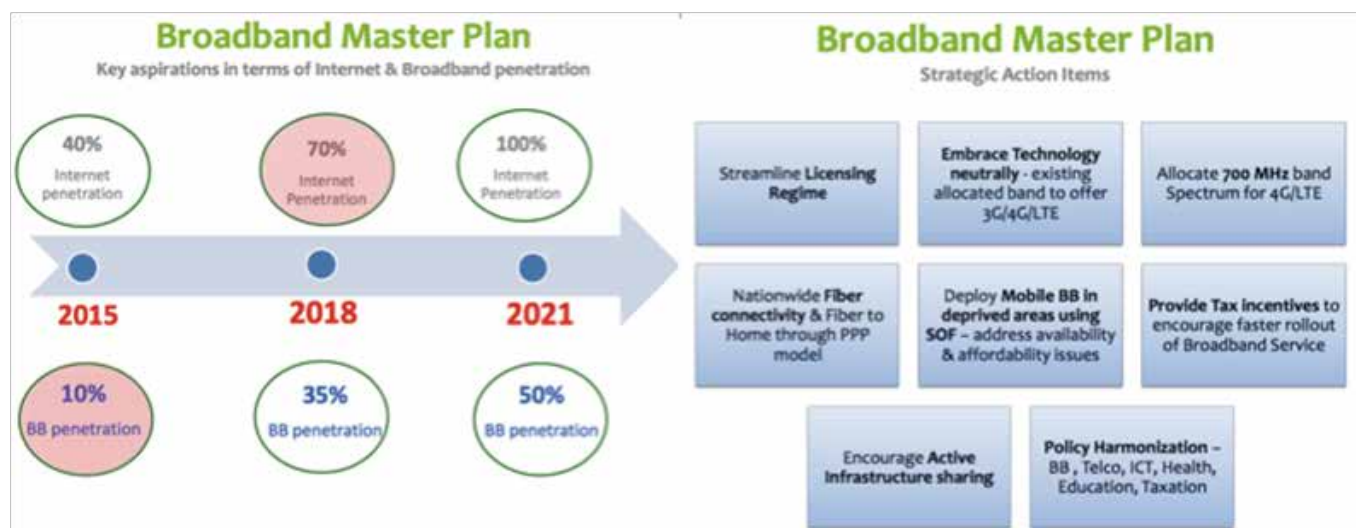 Broadband Master Plan
Key aspirations in terms of Internet & Broadband penetration
40%
Internet
penetration
70%
Internet
Penetration
100%
Internet
Penetration
2015
2018
2021
10%
BB penetration
35%
BB penetration
50%
BB penetration
Broadband Master Plan
Strategic Action Items
Streamline Licensing
Regime
Embrace Technology
neutrally - existing
allocated band to offer
3G/4G/LTE
Allocate 700 MHz band
Spectrum for 4G/LTE
Nationwide Fiber
connectivity & Fiber to
Home through PPP
model
Deploy Mobile BB in
deprived areas using
SOF – address availability
& affordability issues
Provide Tax incentives to
encourage faster rollout
of Broadband Service
Encourage Active
Infrastructure sharing
Policy Harmonization –
BB , Telco, ICT, Health,
Education, Taxation